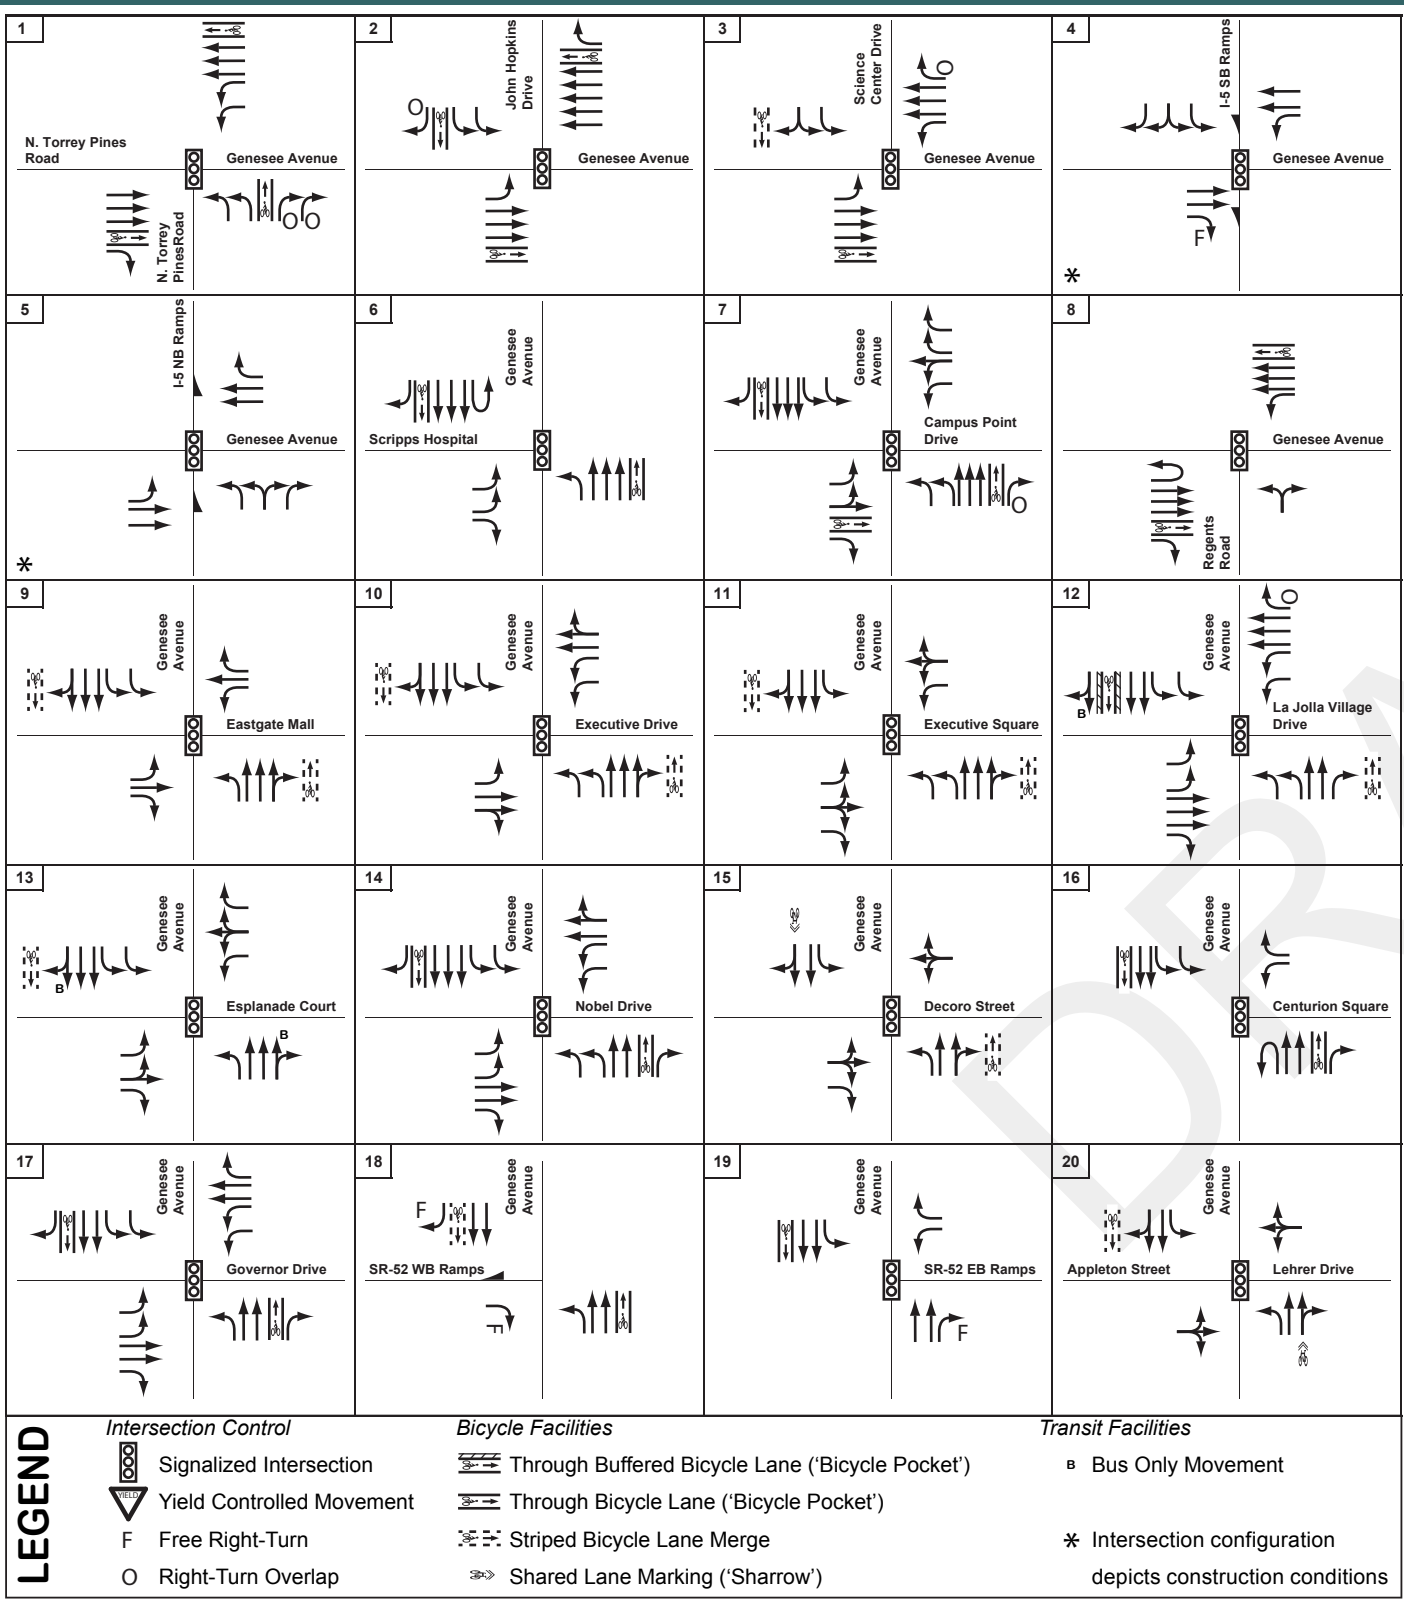 1
N. Torrey Pines
Road
Genesee Avenue
N. Torrey
PinesRoad
O O
2
O
John Hopkins
Drive
Genesee Avenue
3
Science
Center Drive
O
Genesee Avenue
4
I-5 SB Ramps
Genesee Avenue
F
*
5
I-5 NB Ramps
Genesee Avenue
*
6
Genesee
Avenue
Scripps Hospital
7
Genesee
Avenue
Campus Point
Drive
O
8
Genesee Avenue
Regents
Road
9
Genesee
Avenue
Eastgate Mall
10
Genesee
Avenue
Executive Drive
11
Genesee
Avenue
Executive Square
12
O
Genesee
Avenue
B
La Jolla Village
Drive
13
Genesee
Avenue
B
Esplanade Court
B
14
Genesee
Avenue
Nobel Drive
15
Genesee
Avenue
Decoro Street
16
Genesee
Avenue
Centurion Square
17
Genesee
Avenue
Governor Drive
18
F
Genesee
Avenue
SR-52 WB Ramps
F
19
Genesee
Avenue
SR-52 EB Ramps
F
20
Genesee
Avenue
Appleton Street
Lehrer Drive
LEGEND
Intersection Control
Signalized Intersection
YIELD
Yield Controlled Movement
F Free Right-Turn
O Right-Turn Overlap
Bicycle Facilities
Through Buffered Bicycle Lane (‘Bicycle Pocket’)
Through Bicycle Lane (‘Bicycle Pocket’)
Striped Bicycle Lane Merge
Shared Lane Marking (‘Sharrow’)
Transit Facilities
B Bus Only Movement
* Intersection configuration
depicts construction conditions